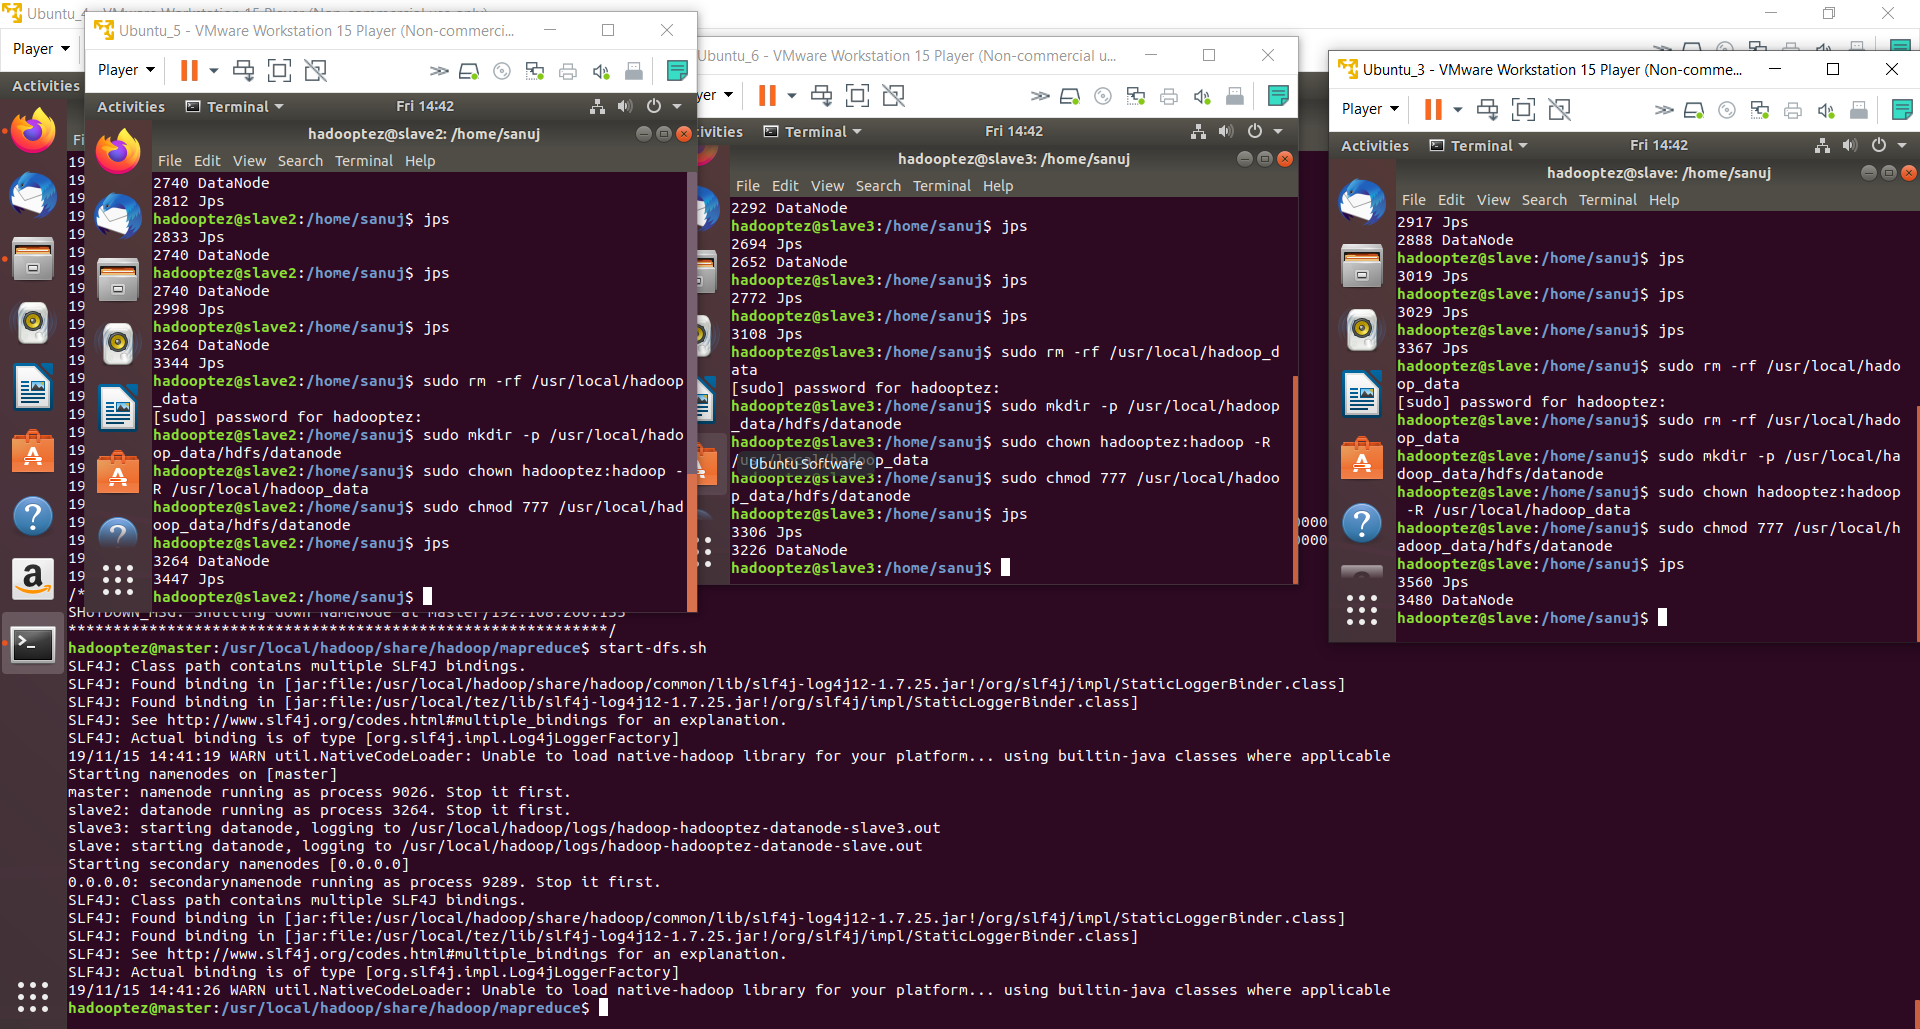 Ubuntu_5 - VMware Workstation 15 Player (Non-commerci...
Player
Activities
Terminal
Fri 14:42
hadooptez@slave2: /home/sanuj
File Edit View Search Terminal Help
2740 DataNode
2812 Jps
hadooptez@slave2:/home/sanuj$ jps
2833 Jps
2740 DataNode
hadooptez@slave2:/home/sanuj$ jps
2740 DataNode
2998 Jps
hadooptez@slave2:/home/sanuj$ jps
3264 DataNode
3344 Jps
hadooptez@slave2:/home/sanuj$ sudo rm -rf /usr/local/hadoop
_data
[sudo] password for hadooptez:
hadooptez@slave2:/home/sanuj$ sudo mkdir -p /usr/local/hado
op_data/hdfs/datanode
hadooptez@slave2:/home/sanuj$ sudo chown hadooptez:hadoop -
R /usr/local/hadoop_data
hadooptez@slave2:/home/sanuj$ sudo chmod 777 /usr/local/had
oop_data/hdfs/datanode
hadooptez@slave2:/home/sanuj$ jps
3264 DataNode
3447 Jps
hadooptez@slave2:/home/sanuj$
Ubuntu_6 - VMware Workstation 15 Player (Non-commercial u...
yer
ivities
Terminal
Fri 14:42
hadooptez@slave3: /home/sanuj
File Edit View Search Terminal Help
2292 DataNode
hadooptez@slave3:/home/sanuj$ jps
2694 Jps
2652 DataNode
hadooptez@slave3:/home/sanuj$ jps
2772 Jps
hadooptez@slave3:/home/sanuj$ jps
3108 Jps
hadooptez@slave3:/home/sanuj$ sudo rm -rf /usr/local/hadoop_d
ata
[sudo] password for hadooptez:
hadooptez@slave3:/home/sanuj$ sudo mkdir -p /usr/local/hadoop
_data/hdfs/datanode
hadooptez@slave3:/home/sanuj$ sudo chown hadooptez:hadoop -R
/usr/local/hadoop_data
Ubuntu Software
hadooptez@slave3:/home/sanuj$ sudo chmod 777 /usr/local/hadoo
p_data/hdfs/datanode
hadooptez@slave3:/home/sanuj$ jps
3306 Jps
3226 DataNode
hadooptez@slave3:/home/sanuj$
Ubuntu_3 - VMware Workstation 15 Player (Non-comme...
Player
Activities
Terminal
Fri 14:42
hadooptez@slave: /home/sanuj
File Edit View Search Terminal Help
2917 Jps
2888 DataNode
hadooptez@slave:/home/sanuj$ jps
3019 Jps
hadooptez@slave:/home/sanuj$ jps
3029 Jps
hadooptez@slave:/home/sanuj$ jps
3367 Jps
hadooptez@slave:/home/sanuj$ sudo rm -rf /usr/local/hado
op_data
[sudo] password for hadooptez:
hadooptez@slave:/home/sanuj$ sudo rm -rf /usr/local/hado
op_data
hadooptez@slave:/home/sanuj$ sudo mkdir -p /usr/local/ha
doop_data/hdfs/datanode
hadooptez@slave:/home/sanuj$ sudo chown hadooptez:hadoop
-R /usr/local/hadoop_data
hadooptez@slave:/home/sanuj$ sudo chmod 777 /usr/local/h
adoop_data/hdfs/datanode
hadooptez@slave:/home/sanuj$ jps
3560 Jps
3480 DataNode
hadooptez@slave:/home/sanuj$
Player
Activities
SHUTDOWN_MSG: Shutting down NameNode at master/192.168.200.133
************************************************************/
hadooptez@master:/usr/local/hadoop/share/hadoop/mapreduce$ start-dfs.sh
SLF4J: Class path contains multiple SLF4J bindings.
SLF4J: Found binding in [jar:file:/usr/local/hadoop/share/hadoop/common/lib/slf4j-log4j12-1.7.25.jar!/org/slf4j/impl/StaticLoggerBinder.class]
SLF4J: Found binding in [jar:file:/usr/local/tez/lib/slf4j-log4j12-1.7.25.jar!/org/slf4j/impl/StaticLoggerBinder.class]
SLF4J: See http://www.slf4j.org/codes.html#multiple_bindings for an explanation.
SLF4J: Actual binding is of type [org.slf4j.impl.Log4jLoggerFactory]
19/11/15 14:41:19 WARN util.NativeCodeLoader: Unable to load native-hadoop library for your platform... using builtin-java classes where applicable
Starting namenodes on [master]
master: namenode running as process 9026. Stop it first.
slave2: datanode running as process 3264. Stop it first.
slave3: starting datanode, logging to /usr/local/hadoop/logs/hadoop-hadooptez-datanode-slave3.out
slave: starting datanode, logging to /usr/local/hadoop/logs/hadoop-hadooptez-datanode-slave.out
Starting secondary namenodes [0.0.0.0]
0.0.0.0: secondarynamenode running as process 9289. Stop it first.
SLF4J: Class path contains multiple SLF4J bindings.
SLF4J: Found binding in [jar:file:/usr/local/hadoop/share/hadoop/common/lib/slf4j-log4j12-1.7.25.jar!/org/slf4j/impl/StaticLoggerBinder.class]
SLF4J: Found binding in [jar:file:/usr/local/tez/lib/slf4j-log4j12-1.7.25.jar!/org/slf4j/impl/StaticLoggerBinder.class]
SLF4J: See http://www.slf4j.org/codes.html#multiple_bindings for an explanation.
SLF4J: Actual binding is of type [org.slf4j.impl.Log4jLoggerFactory]
19/11/15 14:41:26 WARN util.NativeCodeLoader: Unable to load native-hadoop library for your platform... using builtin-java classes where applicable
hadooptez@master:/usr/local/hadoop/share/hadoop/mapreduce$